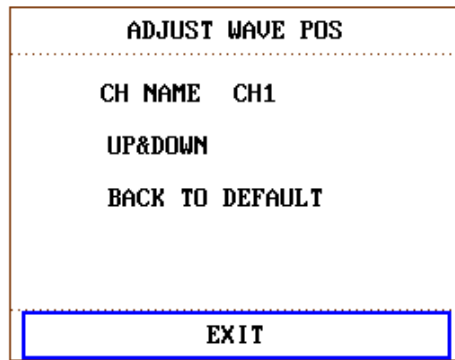 ADJUST WAVE POS
CH NAME CH1
UP&DOWN
BACK TO DEFAULT
EXIT